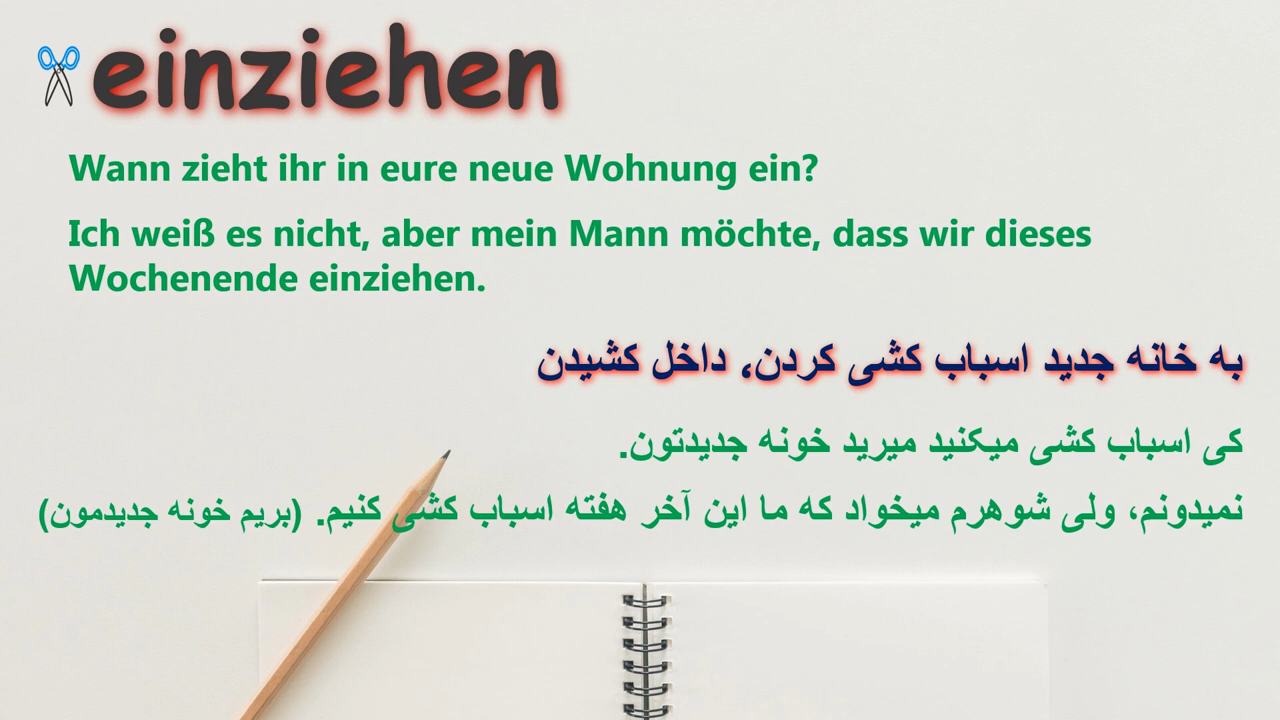 einziehen
Wann zieht ihr in eure neue Wohnung ein?
Ich weiß es nicht, aber mein Mann möchte, dass wir dieses
Wochenende einziehen.
به خانه جدید اسباب کشی کردن، داخل کشیدن
کی اسباب کشی میکنید میرید خونه جدیدتون.
نمیدونم، ولی شوهرم میخواد که ما این آخر هفته اسباب کشی کنیم. (بریم خونه جدیدمون)